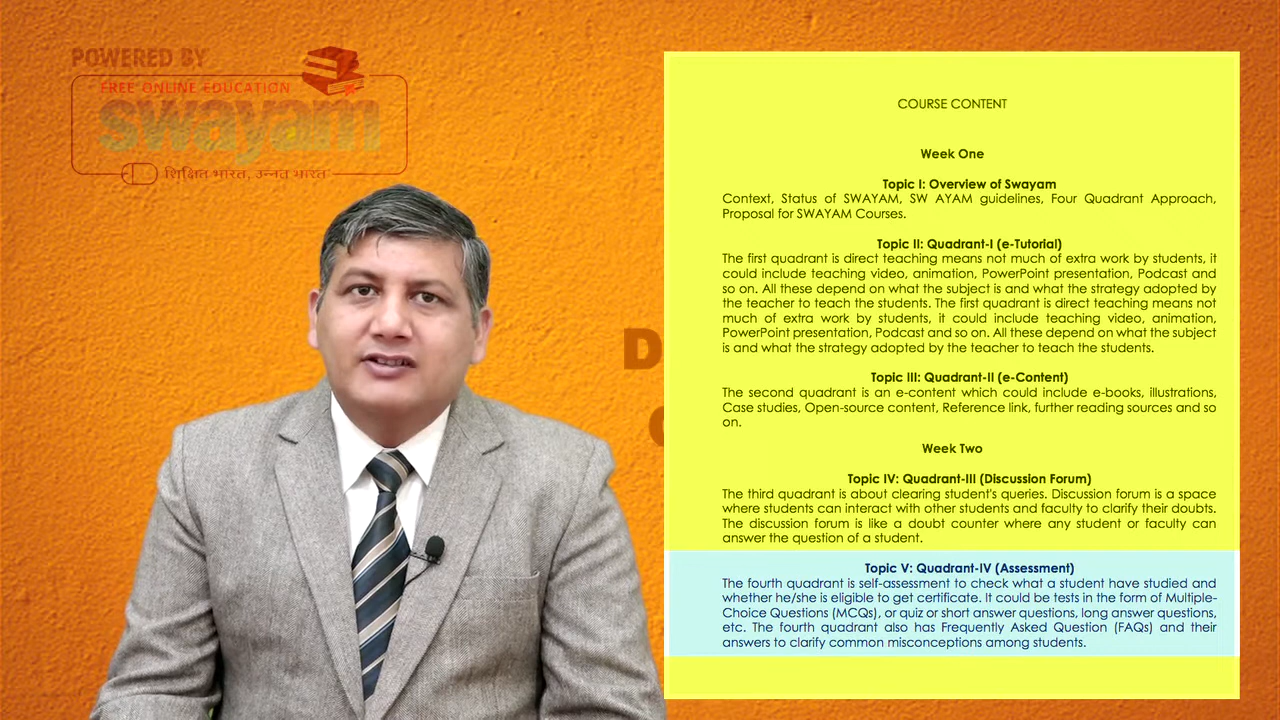 POWERED BY
FREE ONLINE EDUCATION
swayam
शिक्षित भारत, उन्नत भारत
D
COURSE CONTENT
Week One
Topic I: Overview of Swayam
Context, Status of SWAYAM, SW AYAM guidelines, Four Quadrant Approach,
Proposal for SWAYAM Courses.
Topic II: Quadrant-I (e-Tutorial)
The first quadrant is direct teaching means not much of extra work by students, it
could include teaching video, animation, PowerPoint presentation, Podcast and
so on. All these depend on what the subject is and what the strategy adopted by
the teacher to teach the students. The first quadrant is direct teaching means not
much of extra work by students, it could include teaching video, animation,
PowerPoint presentation, Podcast and so on. All these depend on what the subject
is and what the strategy adopted by the teacher to teach the students.
Topic III: Quadrant-II (e-Content)
The second quadrant is an e-content which could include e-books, illustrations,
Case studies, Open-source content, Reference link, further reading sources and so
on.
Week Two
Topic IV: Quadrant-III (Discussion Forum)
The third quadrant is about clearing student's queries. Discussion forum is a space
where students can interact with other students and faculty to clarify their doubts.
The discussion forum is like a doubt counter where any student or faculty can
answer the question of a student.
Topic V: Quadrant-IV (Assessment)
The fourth quadrant is self-assessment to check what a student have studied and
whether he/she is eligible to get certificate. It could be tests in the form of Multiple-
Choice Questions (MCQs), or quiz or short answer questions, long answer questions,
etc. The fourth quadrant also has Frequently Asked Question (FAQs) and their
answers to clarify common misconceptions among students.